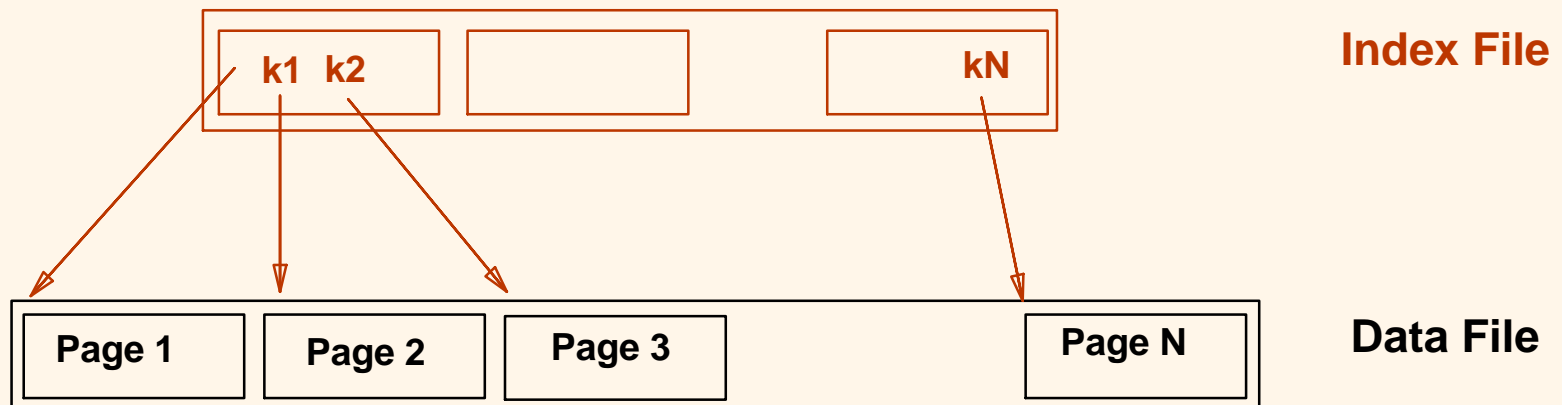 k1 k2 kN Index File
Page 1 Page 2 Page 3 Page N Data File